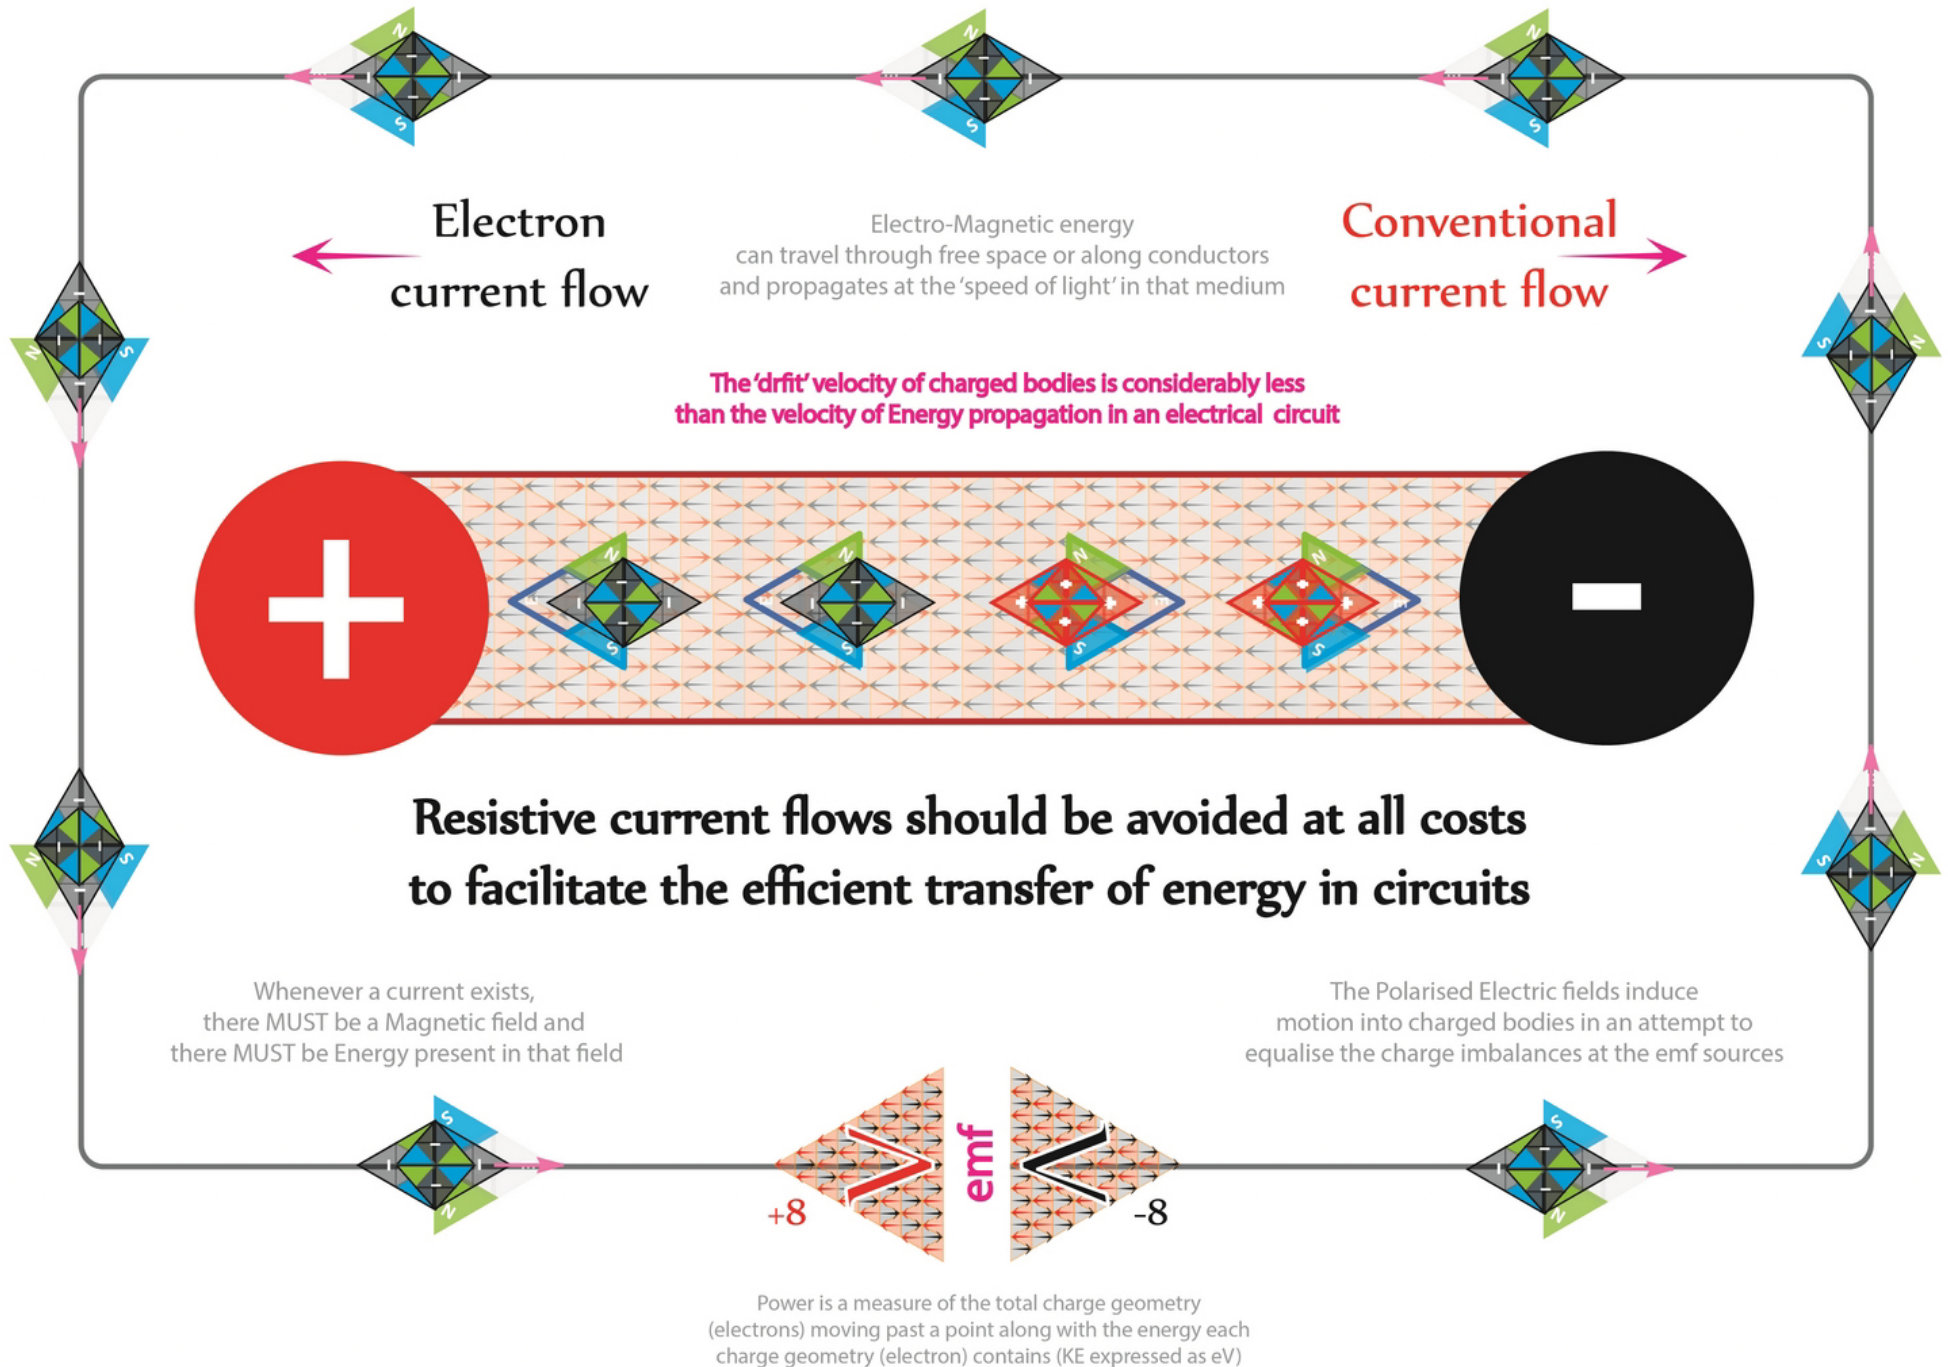 N
S
N
S
N
S
Electron
current flow
Electro-Magnetic energy
can travel through free space or along conductors
and propagates at the 'speed of light' in that medium
Conventional
current flow
N
S
S
N
The 'drfit' velocity of charged bodies is considerably less
than the velocity of Energy propagation in an electrical circuit
+
N
S
N
S
N
S
N
S
-
Resistive current flows should be avoided at all costs
to facilitate the efficient transfer of energy in circuits
N
S
S
N
Whenever a current exists,
there MUST be a Magnetic field and
there MUST be Energy present in that field
The Polarised Electric fields induce
motion into charged bodies in an attempt to
equalise the charge imbalances at the emf sources
S
N
+8
emf
-8
S
N
Power is a measure of the total charge geometry
(electrons) moving past a point along with the energy each
charge geometry (electron) contains (KE expressed as eV)